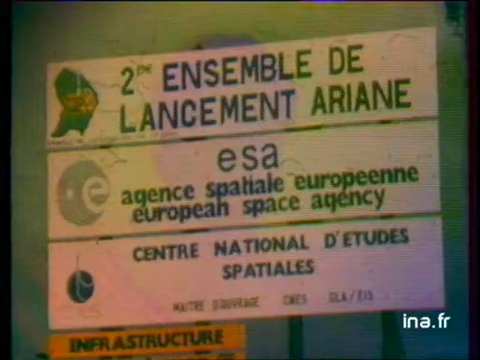 ina.fr
2ème ENSEMBLE DE
LANCEMENT ARIANE
esa
agence spatiale europeenne
european space agency
CENTRE NATIONAL D'ETUDES
SPATIALES
MAITRE D'OUVRAGE CNES
INFRASTRUCTURE